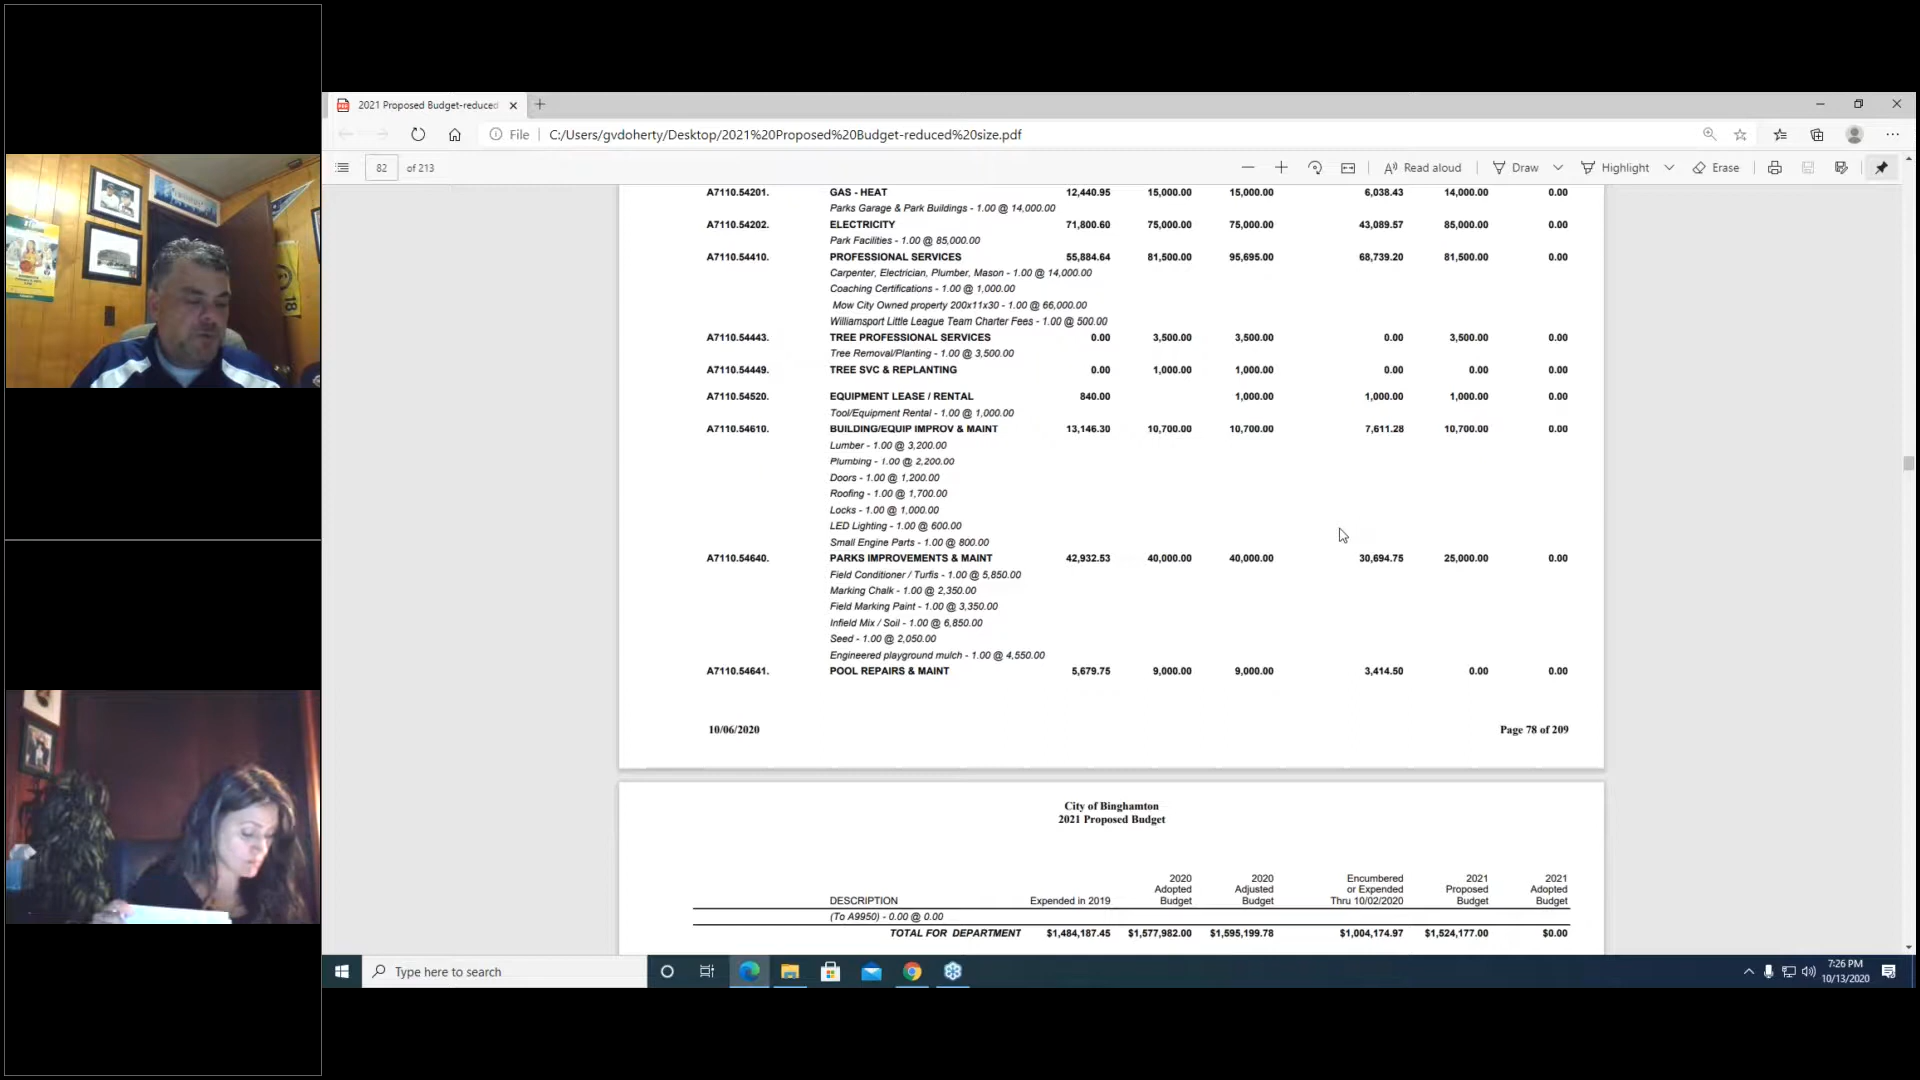 2021 Proposed Budget-reduced
File C:/Users/gvdoherty/Desktop/2021%20Proposed%20Budget-reduced%20size.pdf
82 of 213 Read aloud Draw Highlight Erase
A7110.54201. GAS - HEAT 12,440.95 15,000.00 15,000.00 6,038.43 14,000.00 0.00
Parks Garage & Park Buildings - 1.00 @ 14,000.00
A7110.54202. ELECTRICITY 71,800.60 75,000.00 75,000.00 43,089.57 85,000.00 0.00
Park Facilities - 1.00 @ 85,000.00
A7110.54410. PROFESSIONAL SERVICES 55,884.64 81,500.00 95,695.00 68,739.20 81,500.00 0.00
Carpenter, Electrician, Plumber, Mason - 1.00 @ 14,000.00
Coaching Certifications - 1.00 @ 1,000.00
Mow City Owned property 200x11x30 - 1.00 @ 66,000.00
Williamsport Little League Team Charter Fees - 1.00 @ 500.00
A7110.54443. TREE PROFESSIONAL SERVICES 0.00 3,500.00 3,500.00 0.00 3,500.00 0.00
Tree Removal/Planting - 1.00 @ 3,500.00
A7110.54449. TREE SVC & REPLANTING 0.00 1,000.00 1,000.00 0.00 0.00 0.00
A7110.54520. EQUIPMENT LEASE / RENTAL 840.00 1,000.00 1,000.00 1,000.00 0.00
Tool/Equipment Rental - 1.00 @ 1,000.00
A7110.54610. BUILDING/EQUIP IMPROV & MAINT 13,146.30 10,700.00 10,700.00 7,611.28 10,700.00 0.00
Lumber - 1.00 @ 3,200.00
Plumbing - 1.00 @ 2,200.00
Doors - 1.00 @ 1,200.00
Roofing - 1.00 @ 1,700.00
Locks - 1.00 @ 1,000.00
LED Lighting - 1.00 @ 600.00
Small Engine Parts - 1.00 @ 800.00
A7110.54640. PARKS IMPROVEMENTS & MAINT 42,932.53 40,000.00 40,000.00 30,694.75 25,000.00 0.00
Field Conditioner / Turfis - 1.00 @ 5,850.00
Marking Chalk - 1.00 @ 2,350.00
Field Marking Paint - 1.00 @ 3,350.00
Infield Mix / Soil - 1.00 @ 6,850.00
Seed - 1.00 @ 2,050.00
Engineered playground mulch - 1.00 @ 4,550.00
A7110.54641. POOL REPAIRS & MAINT 5,679.75 9,000.00 9,000.00 3,414.50 0.00 0.00
10/06/2020 Page 78 of 209
City of Binghamton
2021 Proposed Budget
2020 2020 Encumbered 2021 2021
Adopted Adjusted or Expended Proposed Adopted
DESCRIPTION Expended in 2019 Budget Budget Thru 10/02/2020 Budget Budget
(To A9950) - 0.00 @ 0.00
TOTAL FOR DEPARTMENT $1,484,187.45 $1,577,982.00 $1,595,199.78 $1,004,174.97 $1,524,177.00 $0.00
Type here to search
7:26 PM
10/13/2020
18